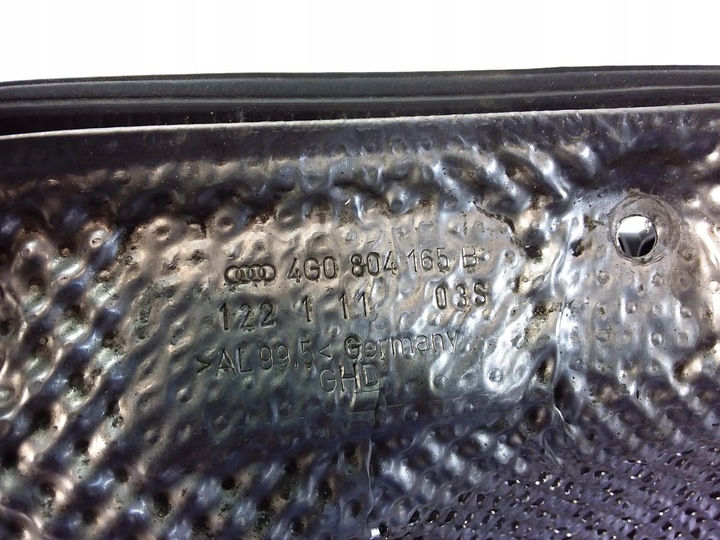 4G0 804 165 B
122 1 11 03S
>AL 99,5< Germany
GHD